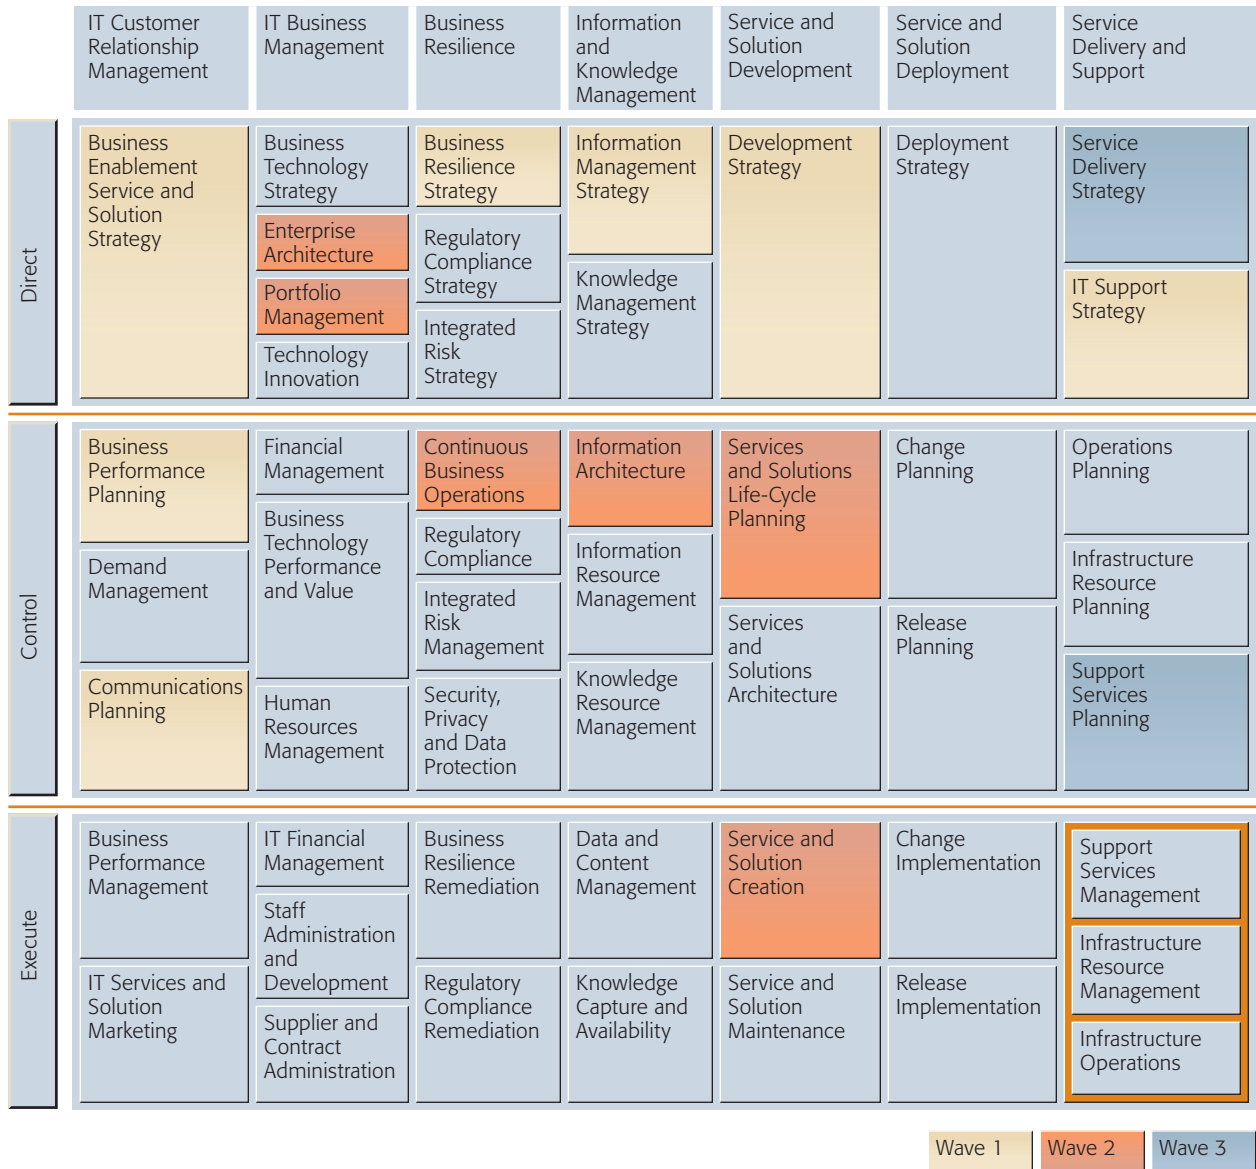 IT Customer
Relationship
Management
IT Business
Management
Business
Resilience
Information
and
Knowledge
Management
Service and
Solution
Development
Service and
Solution
Deployment
Service
Delivery and
Support
Direct
Business
Enablement
Service and
Solution
Strategy
Business
Technology
Strategy
Enterprise
Architecture
Portfolio
Management
Technology
Innovation
Business
Resilience
Strategy
Regulatory
Compliance
Strategy
Integrated
Risk
Strategy
Information
Management
Strategy
Knowledge
Management
Strategy
Development
Strategy
Deployment
Strategy
Service
Delivery
Strategy
IT Support
Strategy
Control
Business
Performance
Planning
Demand
Management
Communications
Planning
Financial
Management
Business
Technology
Performance
and Value
Human
Resources
Management
Continuous
Business
Operations
Regulatory
Compliance
Integrated
Risk
Management
Security,
Privacy
and Data
Protection
Information
Architecture
Information
Resource
Management
Knowledge
Resource
Management
Services
and Solutions
Life-Cycle
Planning
Services
and
Solutions
Architecture
Change
Planning
Release
Planning
Operations
Planning
Infrastructure
Resource
Planning
Support
Services
Planning
Execute
Business
Performance
Management
IT Services and
Solution
Marketing
IT Financial
Management
Staff
Administration
and
Development
Supplier and
Contract
Administration
Business
Resilience
Remediation
Regulatory
Compliance
Remediation
Data and
Content
Management
Knowledge
Capture and
Availability
Service and
Solution
Creation
Service and
Solution
Maintenance
Change
Implementation
Release
Implementation
Support
Services
Management
Infrastructure
Resource
Management
Infrastructure
Operations
Wave 1
Wave 2
Wave 3